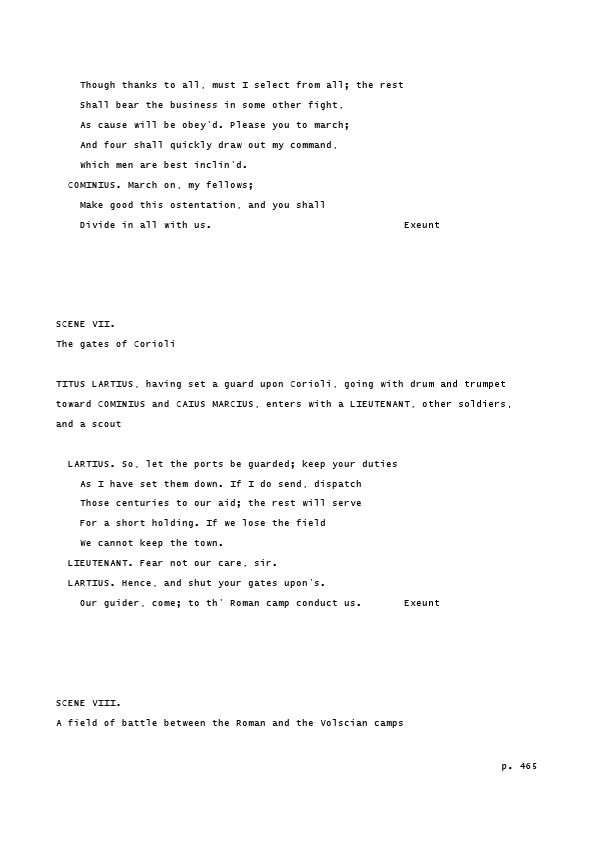 Though thanks to all, must I select from all; the rest
Shall bear the business in some other fight,
As cause will be obey'd. Please you to march;
And four shall quickly draw out my command,
Which men are best inclin'd.
COMINIUS. March on, my fellows;
Make good this ostentation, and you shall
Divide in all with us. Exeunt
SCENE VII.
The gates of Corioli
TITUS LARTIUS, having set a guard upon Corioli, going with drum and trumpet
toward COMINIUS and CAIUS MARCIUS, enters with a LIEUTENANT, other soldiers,
and a scout
LARTIUS. So, let the ports be guarded; keep your duties
As I have set them down. If I do send, dispatch
Those centuries to our aid; the rest will serve
For a short holding. If we lose the field
We cannot keep the town.
LIEUTENANT. Fear not our care, sir.
LARTIUS. Hence, and shut your gates upon's.
Our guider, come; to th' Roman camp conduct us. Exeunt
SCENE VIII.
A field of battle between the Roman and the Volscian camps
p. 465